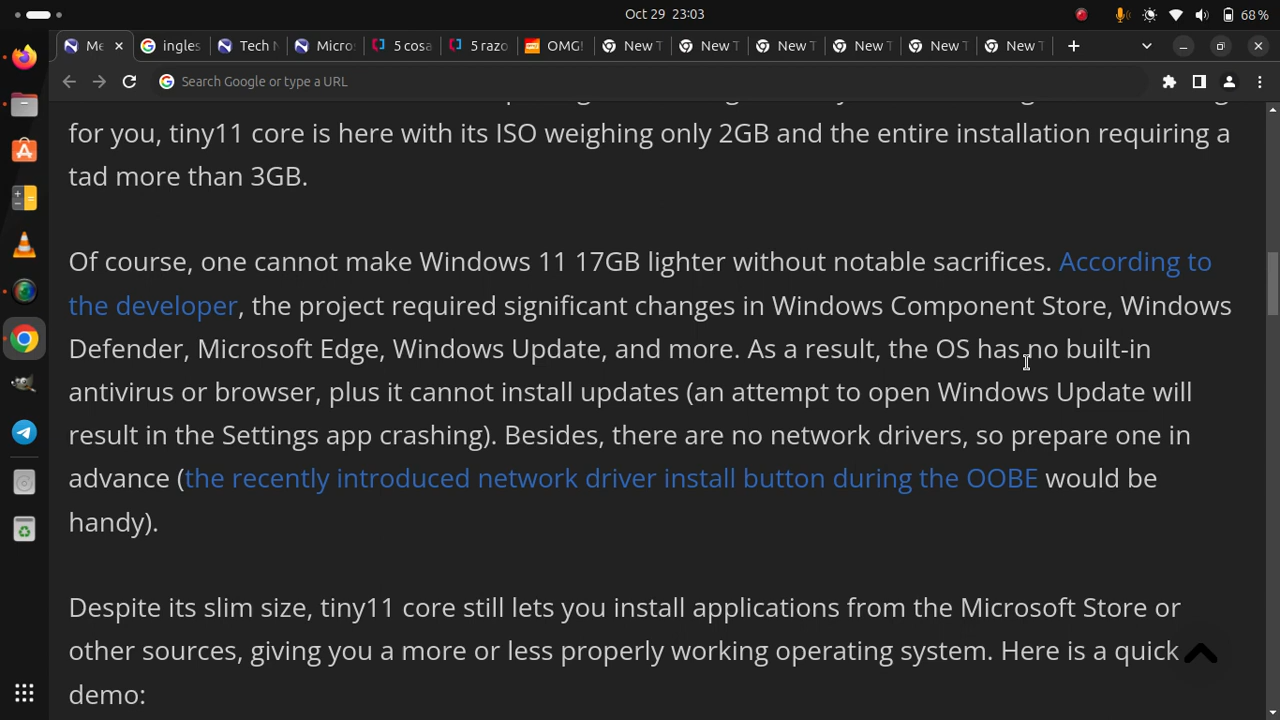 Oct 29 23:03
68 %
Me
ingles
Tech N
Micros
5 cosa
5 razo
OMG!
New T
New T
New T
New T
New T
New T
Search Google or type a URL
for you, tiny11 core is here with its ISO weighing only 2GB and the entire installation requiring a
tad more than 3GB.
Of course, one cannot make Windows 11 17GB lighter without notable sacrifices. According to
the developer, the project required significant changes in Windows Component Store, Windows
Defender, Microsoft Edge, Windows Update, and more. As a result, the OS has no built-in
antivirus or browser, plus it cannot install updates (an attempt to open Windows Update will
result in the Settings app crashing). Besides, there are no network drivers, so prepare one in
advance (the recently introduced network driver install button during the OOBE would be
handy).
Despite its slim size, tiny11 core still lets you install applications from the Microsoft Store or
other sources, giving you a more or less properly working operating system. Here is a quick
demo: